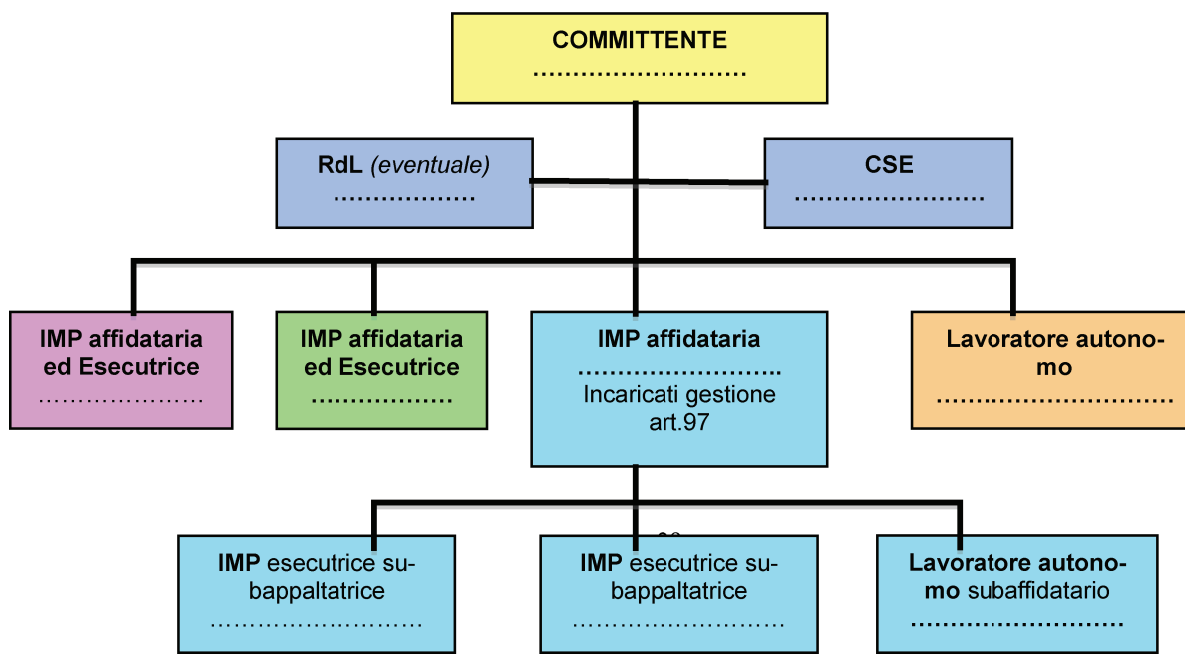 COMMITTENTE
................................
RdL (eventuale)
..................
CSE
........................
IMP affidataria
ed Esecutrice
.....................
IMP affidataria
ed Esecutrice
..................
IMP affidataria
..........................
Incaricati gestione
art.97
Lavoratore autono-
mo
..............................
IMP esecutrice su-
bappaltatrice
...........................
IMP esecutrice su-
bappaltatrice
...........................
Lavoratore autono-
mo subaffidatario
...........................